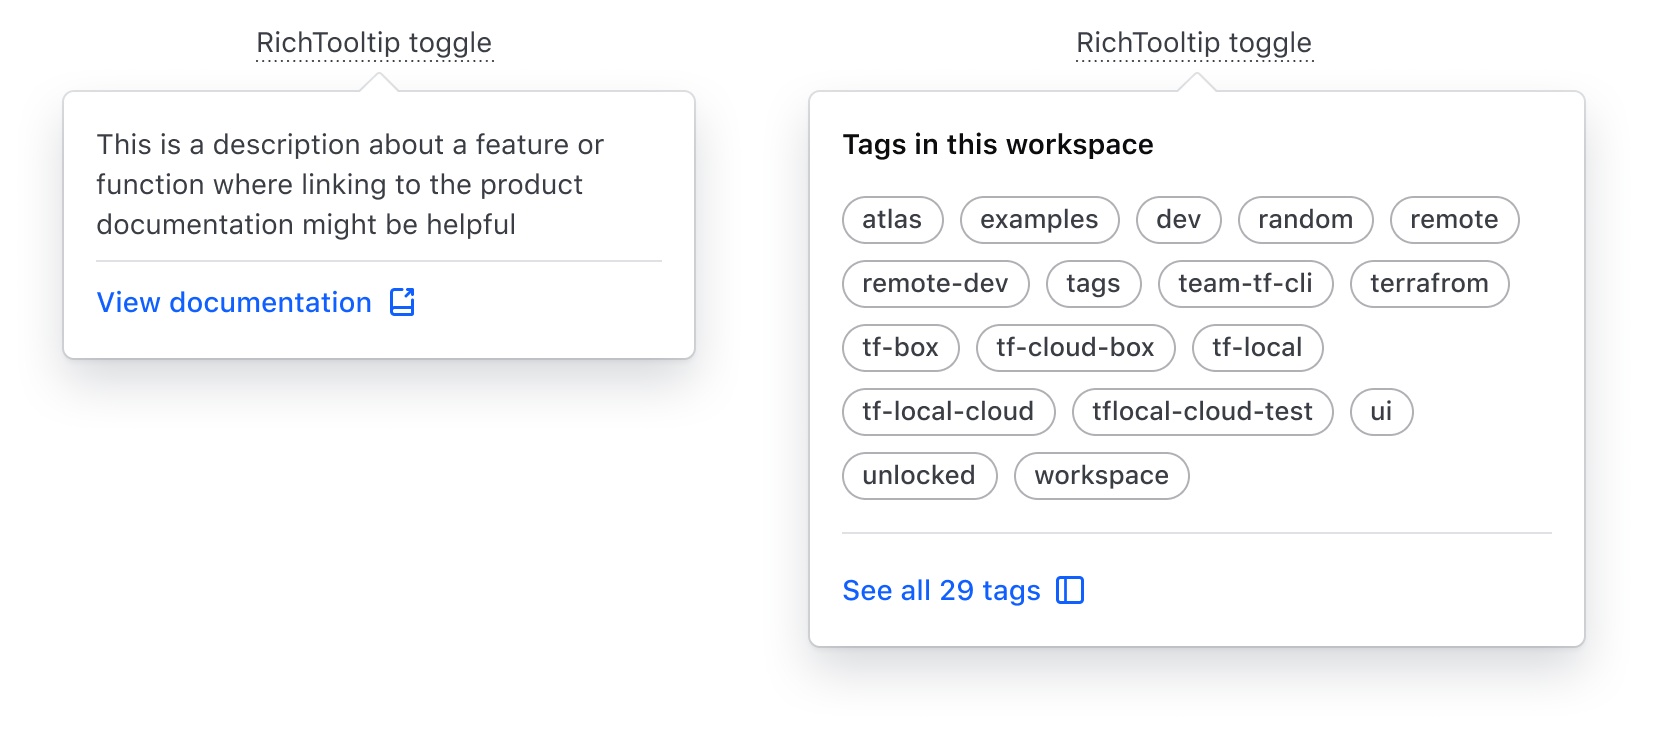 RichTooltip toggle
This is a description about a feature or
function where linking to the product
documentation might be helpful
View documentation
RichTooltip toggle
Tags in this workspace
atlas examples dev random remote
remote-dev tags team-tf-cli terrafrom
tf-box tf-cloud-box tf-local
tf-local-cloud tflocal-cloud-test ui
unlocked workspace
See all 29 tags